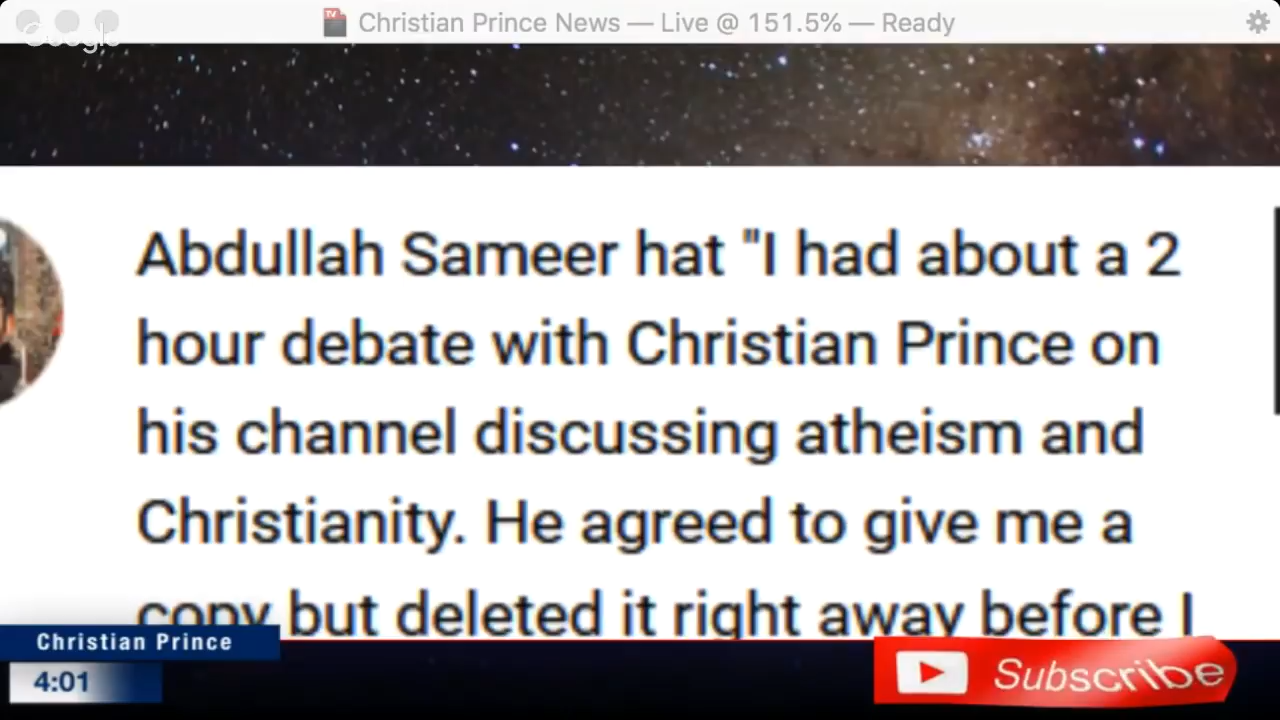 Christian Prince News — Live @ 151.5% — Ready
Google
Abdullah Sameer hat "I had about a 2
hour debate with Christian Prince on
his channel discussing atheism and
Christianity. He agreed to give me a
copy but deleted it right away before I
Christian Prince
4:01
Subscribe